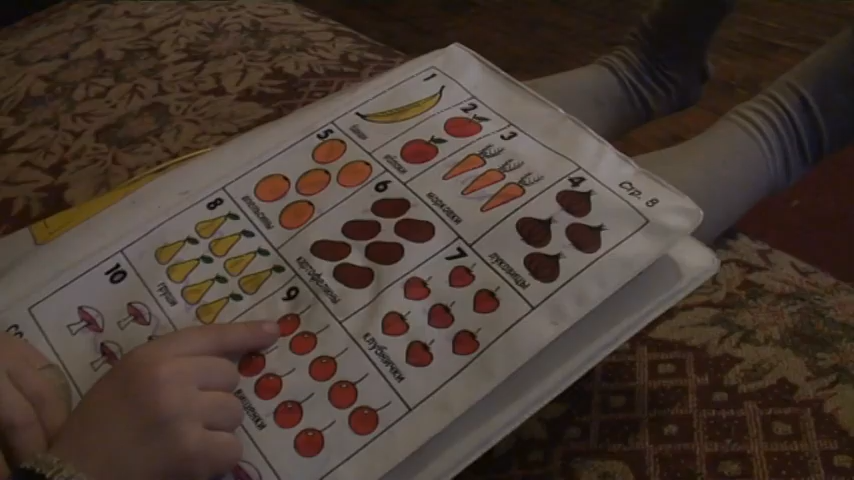 Стр. 8
1
банан
2
яблоки
3
морковки
4
луковицы
5
апельсины
6
картофелины
7
клубнички
8
груши
9
вишенки
10